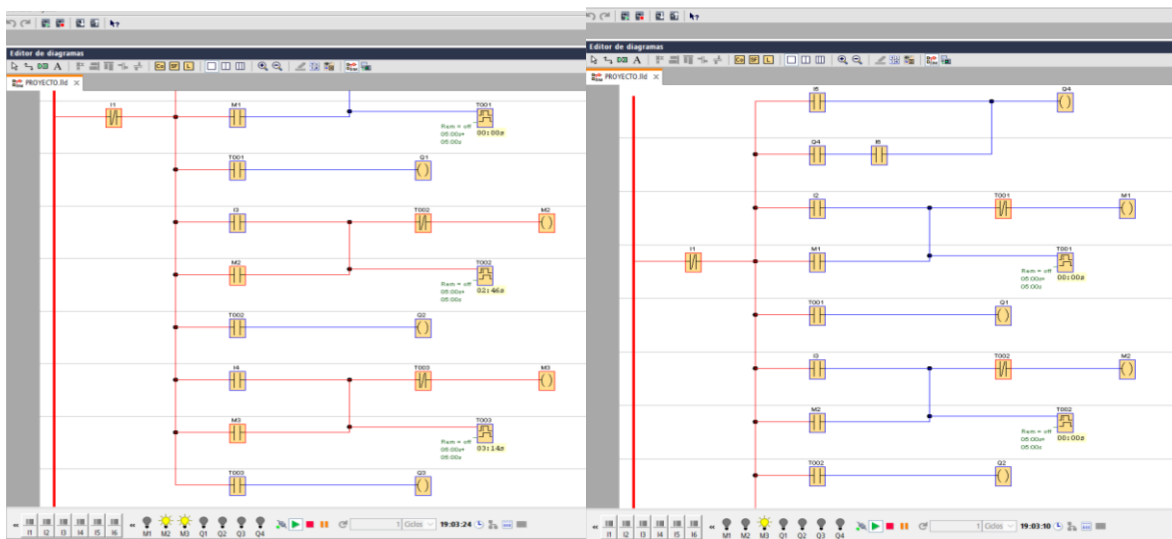 Editor de diagramas
A
Co SF L
PROYECTO.lld
I1
M1
T001
Rem = off
05:00s+
05:00s
00:00s
T001
Q1
I3
T002
M2
M2
T002
Rem = off
05:00s+
05:00s
02:46s
T002
Q2
I4
T003
M3
M3
T003
Rem = off
05:00s+
05:00s
03:14s
T003
Q3
I1 I2 I3 I4 I5 I6
M1 M2 M3 Q1 Q2 Q3 Q4
1 Ciclos
19:03:24
Editor de diagramas
A
Co SF L
PROYECTO.lld
I5
Q4
Q4
I6
I2
T001
M1
I1
M1
T001
Rem = off
05:00s+
05:00s
00:00s
T001
Q1
I3
T002
M2
M2
T002
Rem = off
05:00s+
05:00s
00:00s
T002
Q2
I1 I2 I3 I4 I5 I6
M1 M2 M3 Q1 Q2 Q3 Q4
1 Ciclos
19:03:10